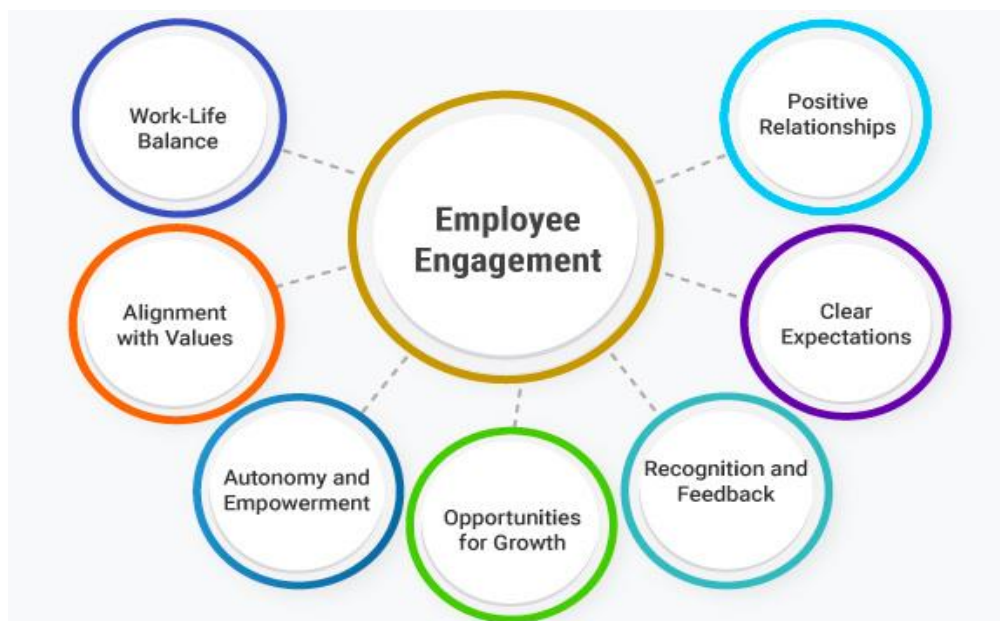 Work-Life
Balance
Positive
Relationships
Employee
Engagement
Alignment
with Values
Clear
Expectations
Autonomy and
Empowerment
Opportunities
for Growth
Recognition and
Feedback